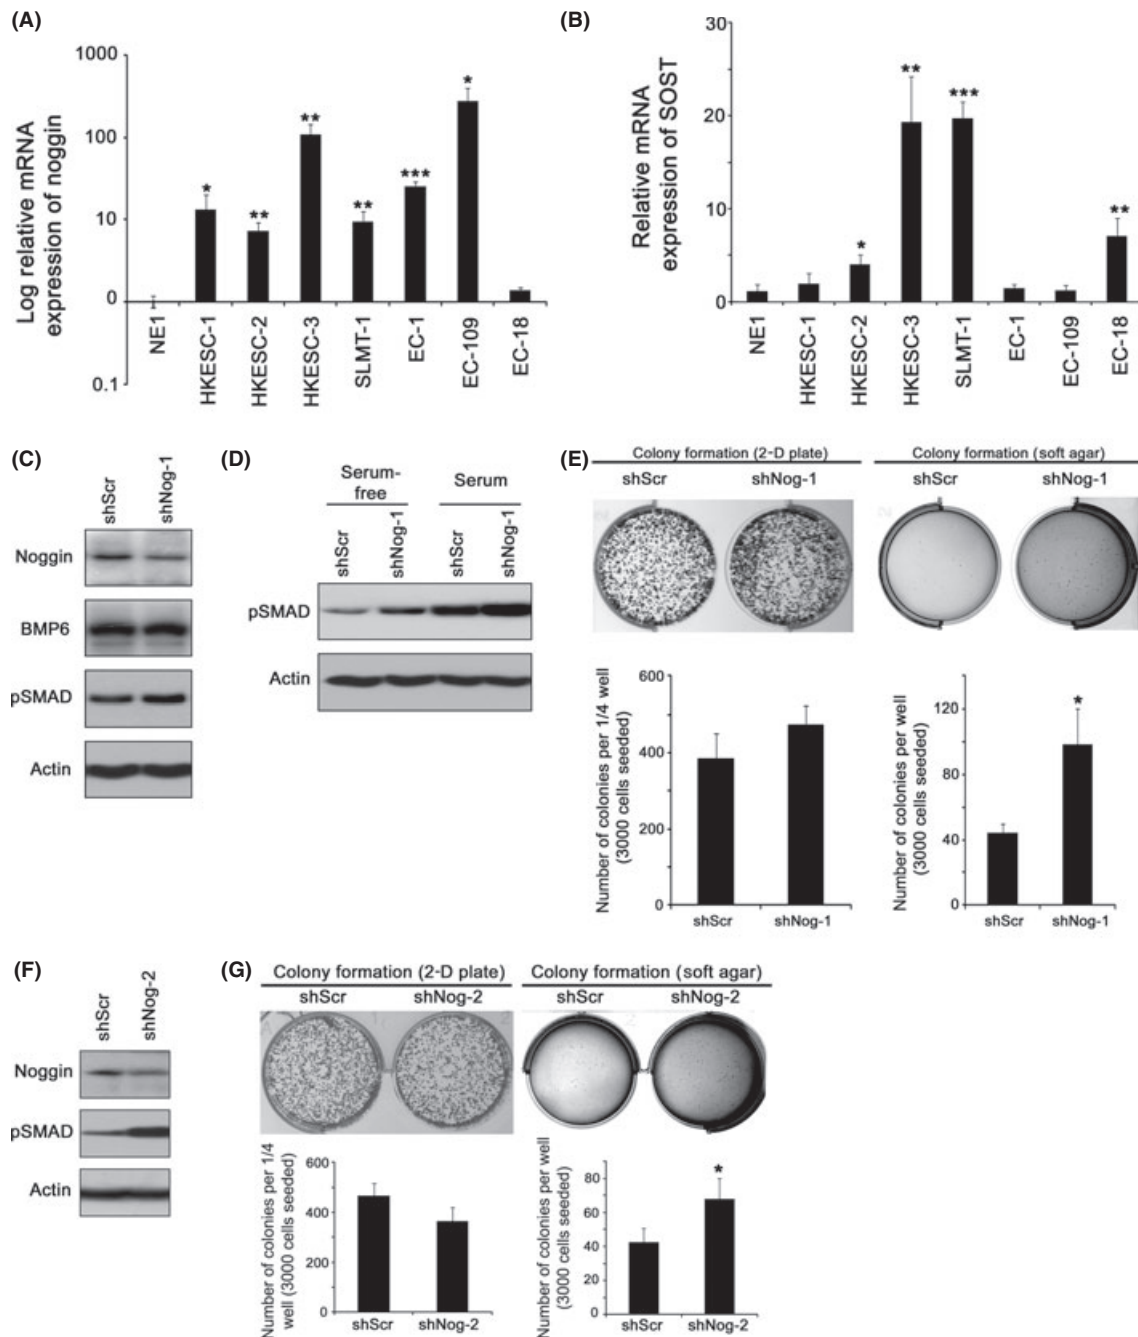 (A)
Log relative mRNA
expression of noggin
1000
100
10
0
0.1
NE1
HKESC-1
HKESC-2
HKESC-3
SLMT-1
EC-1
EC-109
EC-18
*
**
**
**
***
*
(B)
Relative mRNA
expression of SOST
30
20
10
0
NE1
HKESC-1
HKESC-2
HKESC-3
SLMT-1
EC-1
EC-109
EC-18
*
**
***
**
(C)
shScr
shNog-1
Noggin
BMP6
pSMAD
Actin
(D)
Serum-
free
Serum
shScr
shNog-1
shScr
shNog-1
pSMAD
Actin
(E)
Colony formation (2-D plate)
shScr
shNog-1
Colony formation (soft agar)
shScr
shNog-1
Number of colonies per 1/4 well
(3000 cells seeded)
600
400
200
0
shScr
shNog-1
Number of colonies per well
(3000 cells seeded)
120
80
40
0
*
shScr
shNog-1
(F)
shScr
shNog-2
Noggin
pSMAD
Actin
(G)
Colony formation (2-D plate)
shScr
shNog-2
Colony formation (soft agar)
shScr
shNog-2
Number of colonies per 1/4
well (3000 cells seeded)
600
400
200
0
shScr
shNog-2
Number of colonies per well
(3000 cells seeded)
80
60
40
20
0
*
shScr
shNog-2